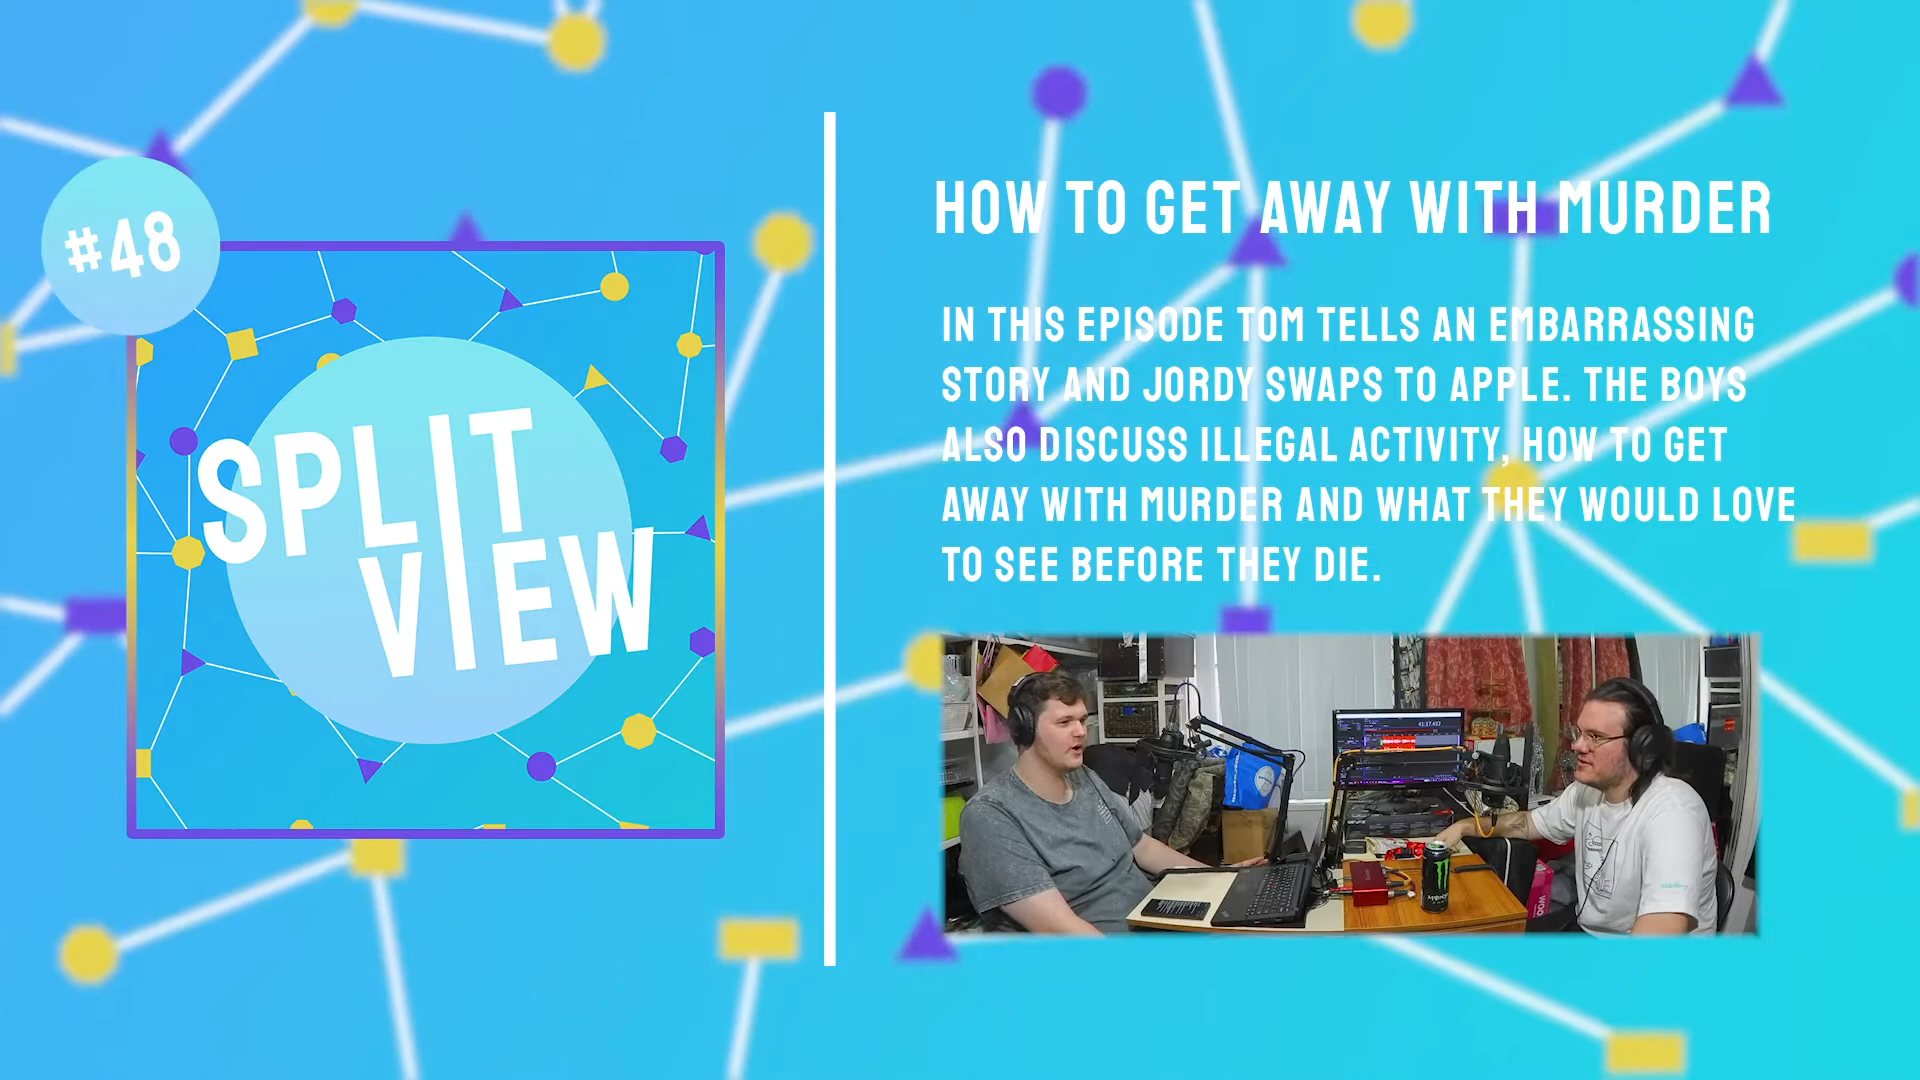 #48
SPLIT
VIEW
HOW TO GET AWAY WITH MURDER
IN THIS EPISODE TOM TELLS AN EMBARRASSING
STORY AND JORDY SWAPS TO APPLE. THE BOYS
ALSO DISCUSS ILLEGAL ACTIVITY, HOW TO GET
AWAY WITH MURDER AND WHAT THEY WOULD LOVE
TO SEE BEFORE THEY DIE.